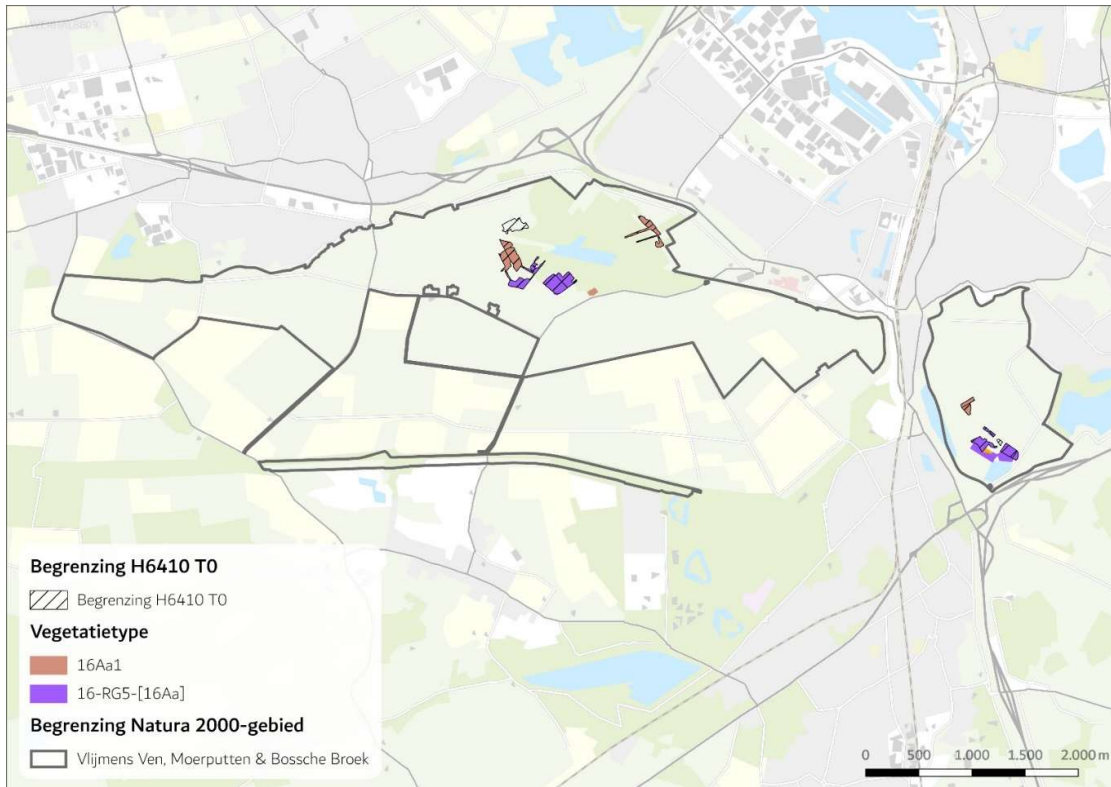 Begrenzing H6410 T0
Begrenzing H6410 T0
Vegetatietype
16Aa1
16-RG5-[16Aa]
Begrenzing Natura 2000-gebied
Vlijmens Ven, Moerputten & Bossche Broek
0 500 1.000 1.500 2.000 m